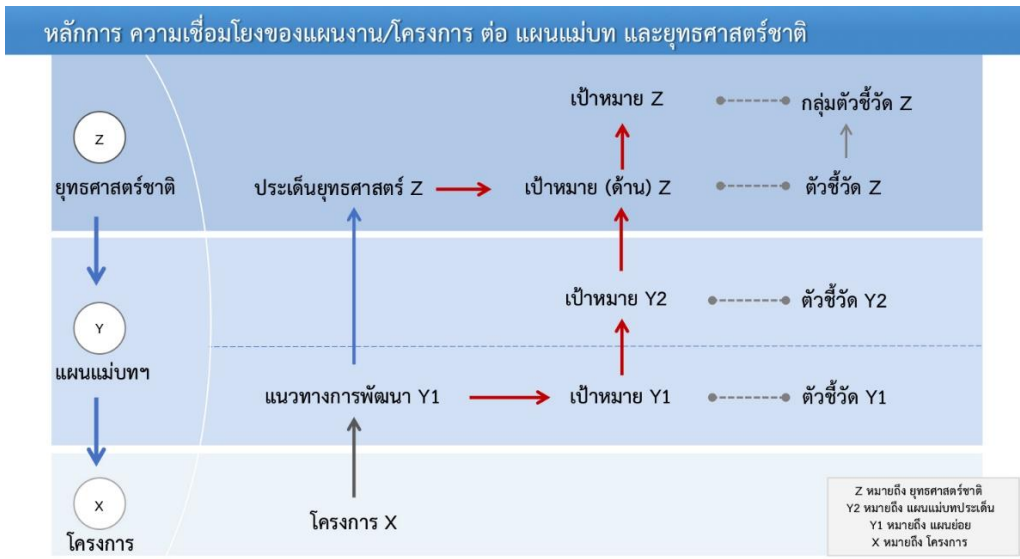 หลักการ ความเชื่อมโยงของแผนงาน/โครงการ ต่อ แผนแม่บท และยุทธศาสตร์ชาติ
เป้าหมาย Z
กลุ่มตัวชี้วัด Z
Z
ยุทธศาสตร์ชาติ
ประเด็นยุทธศาสตร์ Z
เป้าหมาย (ด้าน) Z
ตัวชี้วัด Z
เป้าหมาย Y2
ตัวชี้วัด Y2
Y
แผนแม่บทฯ
แนวทางการพัฒนา Y1
เป้าหมาย Y1
ตัวชี้วัด Y1
X
โครงการ
โครงการ X
Z หมายถึง ยุทธศาสตร์ชาติ
Y2 หมายถึง แผนแม่บทประเด็น
Y1 หมายถึง แผนย่อย
X หมายถึง โครงการ